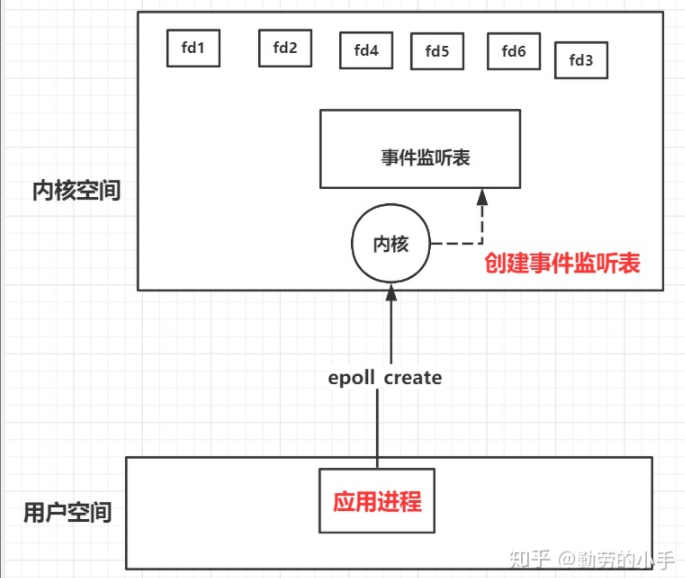 fd1
fd2
fd4
fd5
fd6
fd3
事件监听表
内核空间
内核
创建事件监听表
epoll create
用户空间
应用进程
知乎 @勤劳的小手